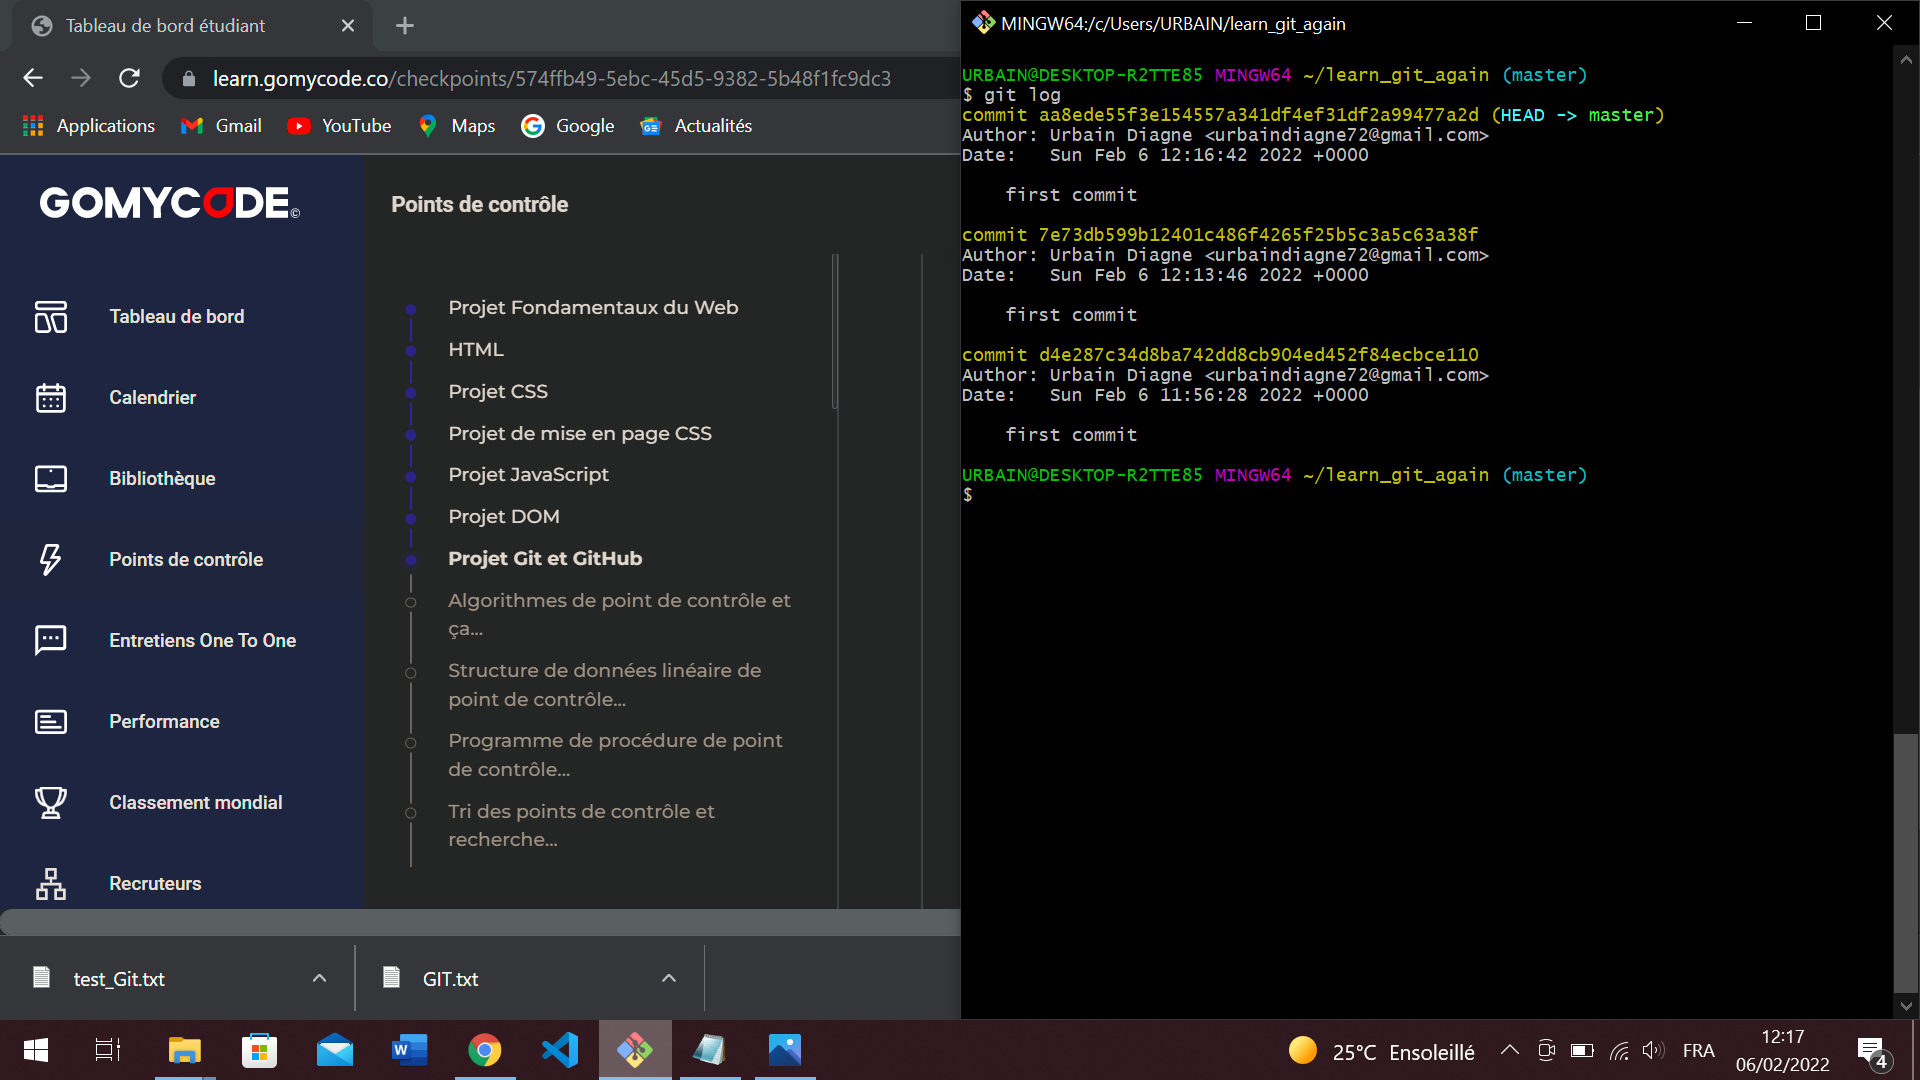 Tableau de bord étudiant
learn.gomycode.co/checkpoints/574ffb49-5ebc-45d5-9382-5b48f1fc9dc3
Applications
Gmail
YouTube
Maps
Google
Actualités
GOMYCODE©
Tableau de bord
Calendrier
Bibliothèque
Points de contrôle
Entretiens One To One
Performance
Classement mondial
Recruteurs
Points de contrôle
Projet Fondamentaux du Web
HTML
Projet CSS
Projet de mise en page CSS
Projet JavaScript
Projet DOM
Projet Git et GitHub
Algorithmes de point de contrôle et
ça...
Structure de données linéaire de
point de contrôle...
Programme de procédure de point
de contrôle...
Tri des points de contrôle et
recherche...
test_Git.txt
GIT.txt
MINGW64:/c/Users/URBAIN/learn_git_again
URBAIN@DESKTOP-R2TTE85 MINGW64 ~/learn_git_again (master)
$ git log
commit aa8ede55f3e154557a341df4ef31df2a99477a2d (HEAD -> master)
Author: Urbain Diagne <urbaindiagne72@gmail.com>
Date:   Sun Feb 6 12:16:42 2022 +0000
first commit
commit 7e73db599b12401c486f4265f25b5c3a5c63a38f
Author: Urbain Diagne <urbaindiagne72@gmail.com>
Date:   Sun Feb 6 12:13:46 2022 +0000
first commit
commit d4e287c34d8ba742dd8cb904ed452f84ecbce110
Author: Urbain Diagne <urbaindiagne72@gmail.com>
Date:   Sun Feb 6 11:56:28 2022 +0000
first commit
URBAIN@DESKTOP-R2TTE85 MINGW64 ~/learn_git_again (master)
$
25°C Ensoleillé
FRA
12:17
06/02/2022
4